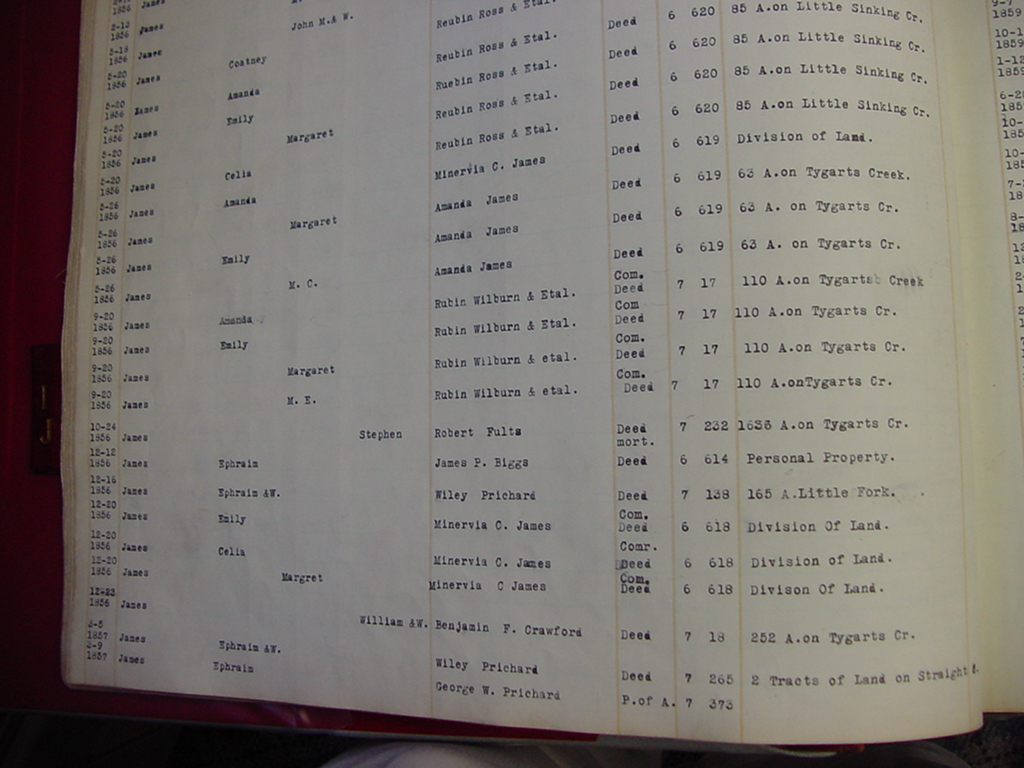 1856 James
2-13 1856 James John M.& W. Reubin Ross & Etal.
5-19 1856 James Coatney Reubin Ross & Etal. Deed 6 620 85 A.on Little Sinking Cr.
5-20 1856 James Amanda Ruebin Ross & Etal. Deed 6 620 85 A.on Little Sinking Cr.
5-20 1856 James Emily Reubin Ross & Etal. Deed 6 620 85 A.on Little Sinking Cr.
5-20 1856 James Margaret Reubin Ross & Etal. Deed 6 620 85 A.on Little Sinking Cr.
5-20 1856 James Celia Minervia C. James Deed 6 619 Division of Land.
5-20 1856 James Amanda Amanda James Deed 6 619 63 A.on Tygarts Creek.
5-26 1856 James Margaret Amanda James Deed 6 619 63 A. on Tygarts Cr.
5-26 1856 James Emily Amanda James Deed 6 619 63 A. on Tygarts Cr.
5-26 1856 James M. C. Rubin Wilburn & Etal. Com. Deed 7 17 110 A.on Tygarts Creek
9-20 1856 James Amanda Rubin Wilburn & Etal. Com Deed 7 17 110 A.on Tygarts Cr.
9-20 1856 James Emily Rubin Wilburn & etal. Com. Deed 7 17 110 A.on Tygarts Cr.
9-20 1856 James Margaret Rubin Wilburn & etal. Com. Deed 7 17 110 A.onTygarts Cr.
9-20 1856 James M. E.
10-24 1856 James Stephen Robert Fults Deed mort. 7 232 1636 A.on Tygarts Cr.
12-12 1856 James Ephraim James P. Biggs Deed 6 614 Personal Property.
12-16 1856 James Ephraim &W. Wiley Prichard Deed 7 138 165 A.Little Fork.
12-20 1856 James Emily Minervia C. James Com. Deed 6 618 Division Of Land.
12-20 1856 James Celia Minervia C. James Comr. Deed 6 618 Division of Land.
12-20 1856 James Margret Minervia C James Com. Deed 6 618 Divison Of Land.
12-23 1856 James William &W. Benjamin F. Crawford Deed 7 18 252 A.on Tygarts Cr.
1857 James Ephraim &W. Wiley Prichard Deed 7 265 2 Tracts of Land on Straight
1857 James Ephraim George W. Prichard P.of A. 7 373